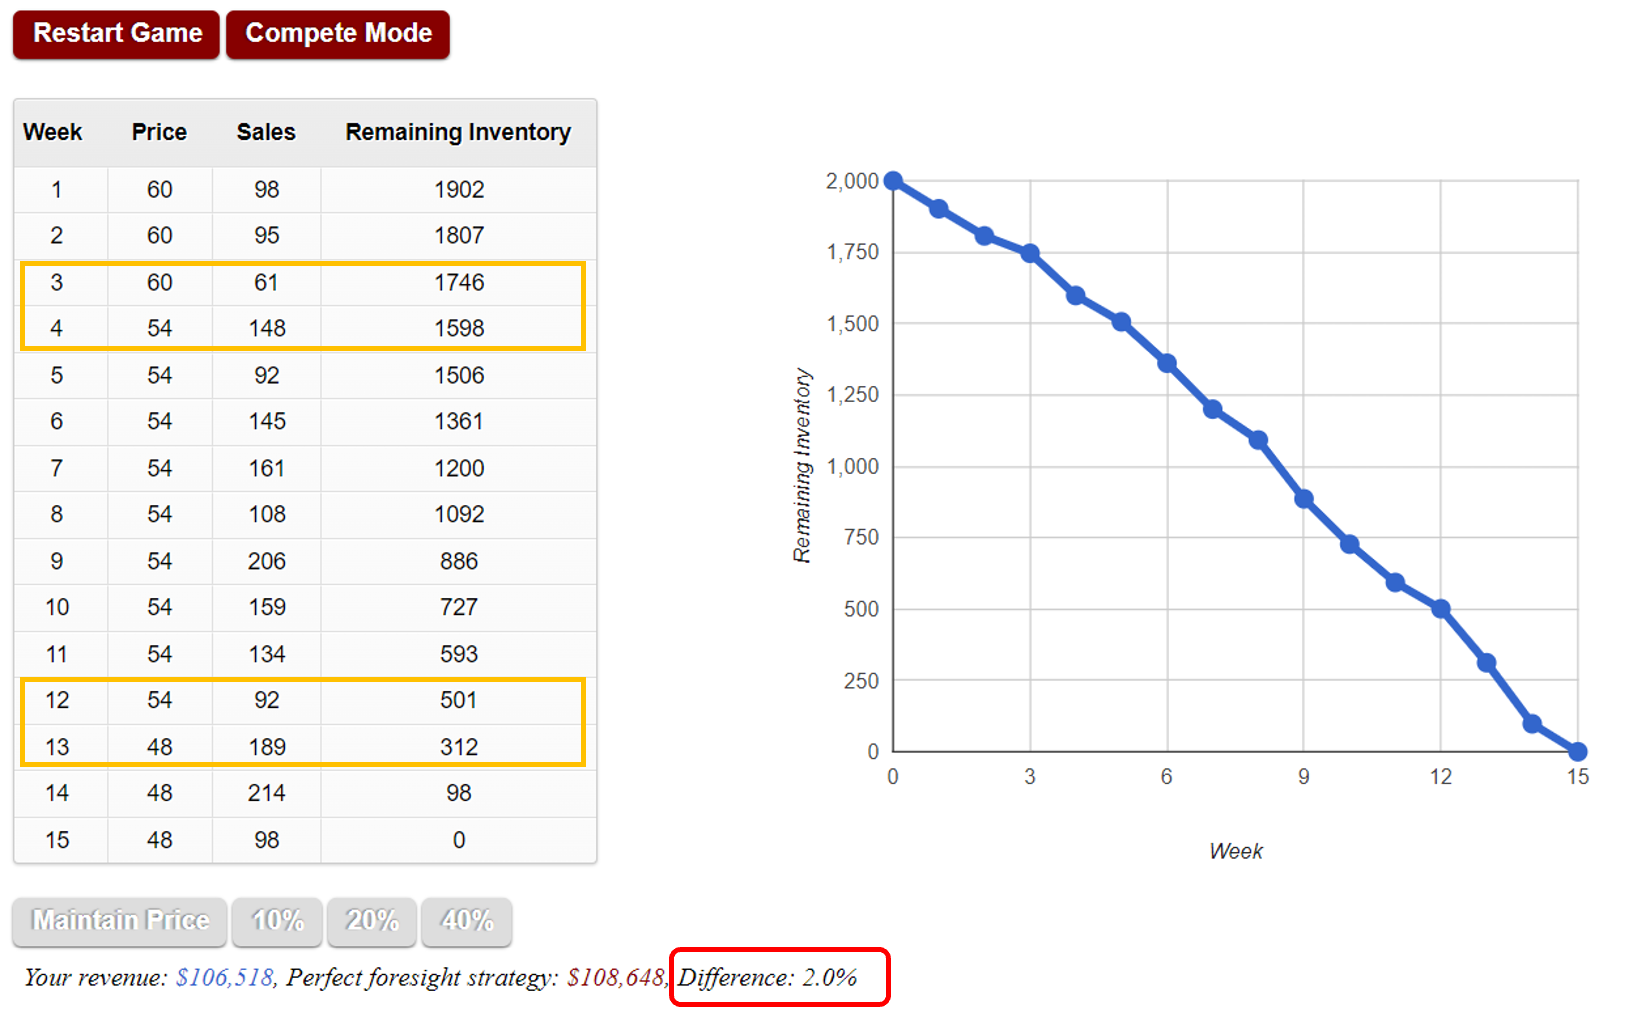 Restart Game Compete Mode
Week Price Sales Remaining Inventory
1 60 98 1902
2 60 95 1807
3 60 61 1746
4 54 148 1598
5 54 92 1506
6 54 145 1361
7 54 161 1200
8 54 108 1092
9 54 206 886
10 54 159 727
11 54 134 593
12 54 92 501
13 48 189 312
14 48 214 98
15 48 98 0
Maintain Price 10% 20% 40%
Your revenue: $106,518, Perfect foresight strategy: $108,648, Difference: 2.0%
Remaining Inventory
2,000
1,750
1,500
1,250
1,000
750
500
250
0
0 3 6 9 12 15
Week